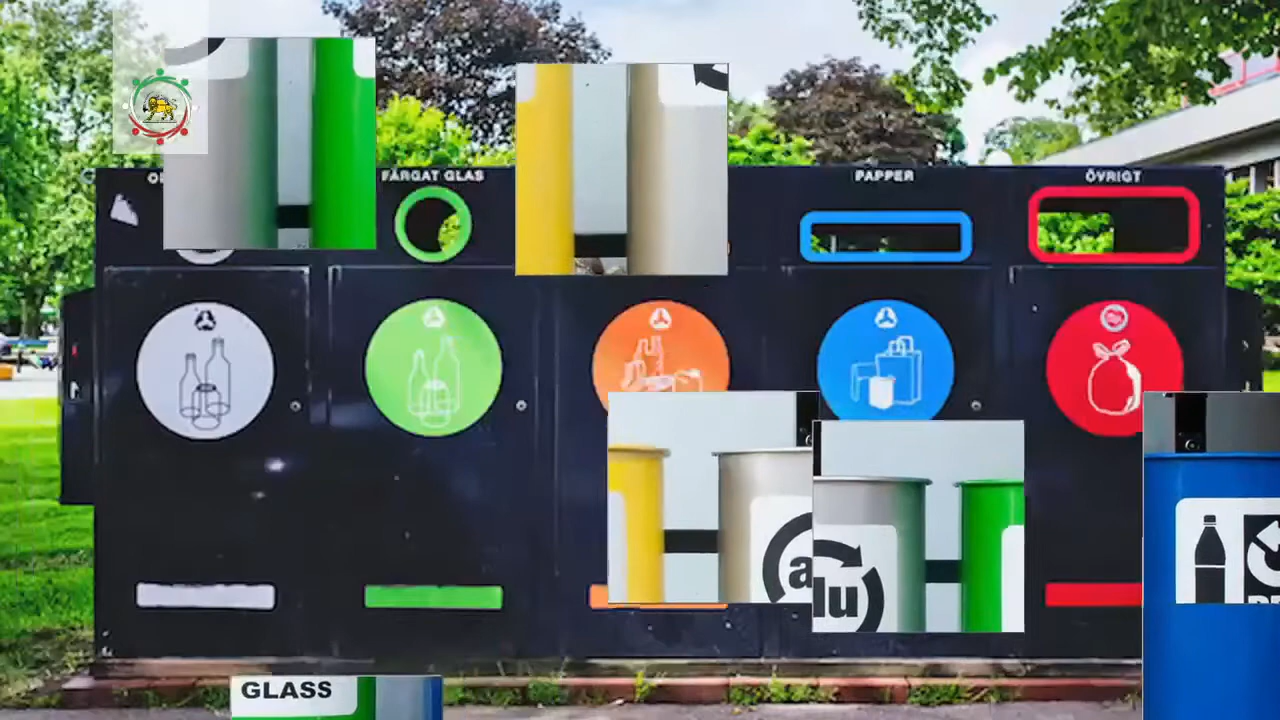 FÄRGAT GLAS
PAPPER
ÖVRIGT
alu
GLASS